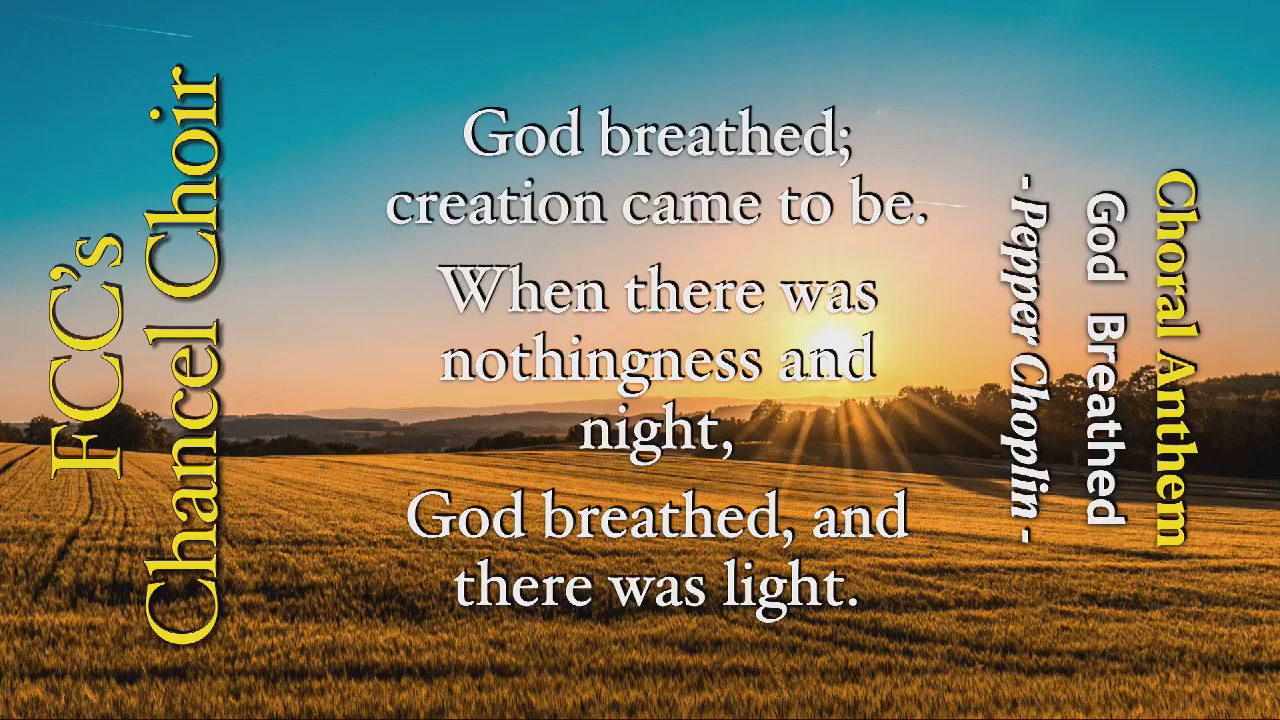 FCC's
Chancel Choir
God breathed;
creation came to be.
When there was
nothingness and
night,
God breathed, and
there was light.
Choral Anthem
God Breathed
- Pepper Choplin -